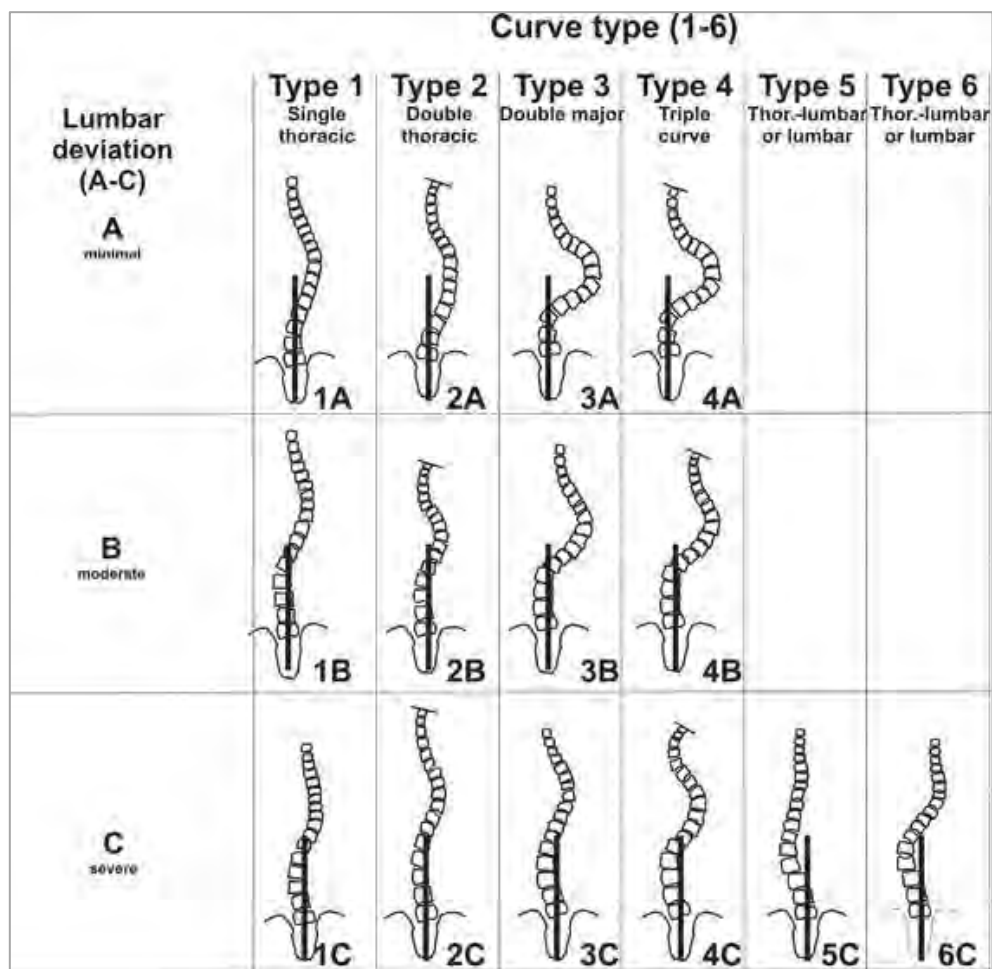 Curve type (1-6)
Type 1 Type 2 Type 3 Type 4 Type 5 Type 6
Single thoracic
Double thoracic
Double major
Triple curve
Thor.-lumbar or lumbar
Thor.-lumbar or lumbar
Lumbar
deviation
(A-C)
A
minimal
1A 2A 3A 4A
B
moderate
1B 2B 3B 4B
C
severe
1C 2C 3C 4C 5C 6C